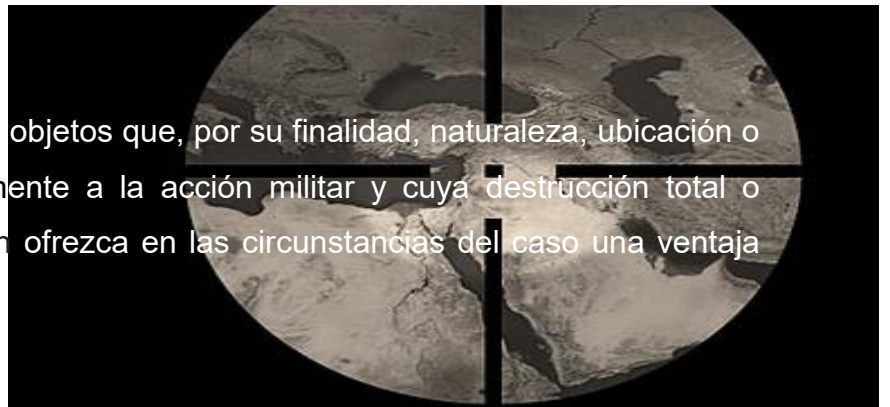 objetos que, por su finalidad, naturaleza, ubicación o
ente a la acción militar y cuya destrucción total o
ofrezca en las circunstancias del caso una ventaja